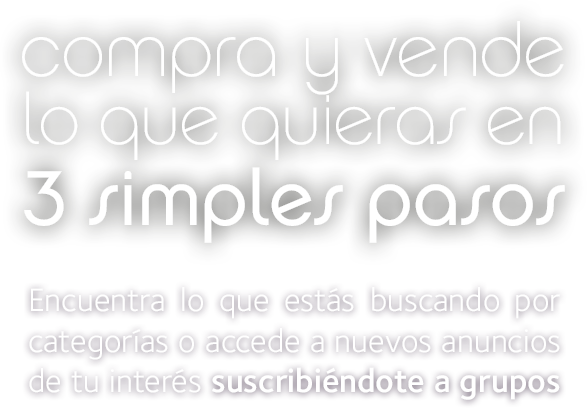 compra y vende
lo que quieras en
3 simples pasos
Encuentra lo que estás buscando por
categorías o accede a nuevos anuncios
de tu interés suscribiéndote a grupos